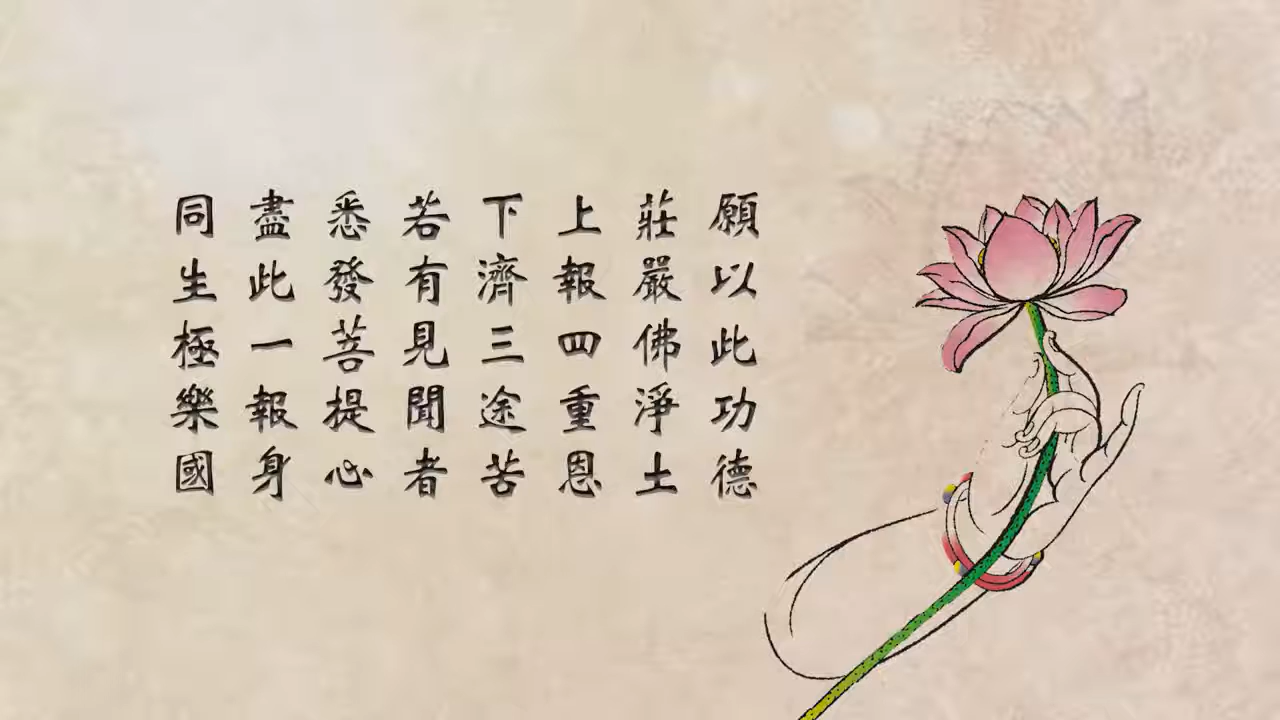 願以此功德
莊嚴佛淨土
上報四重恩
下濟三途苦
若有見聞者
悉發菩提心
盡此一報身
同生極樂國